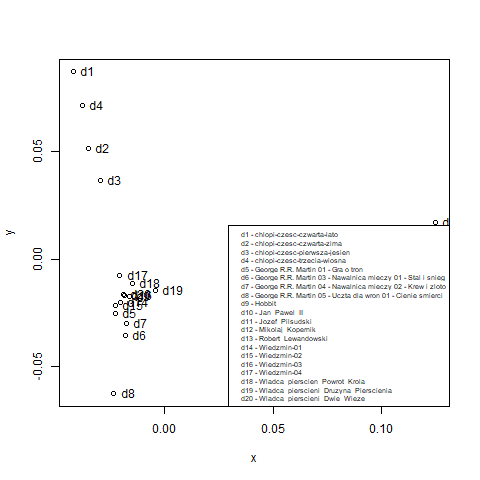 d1
d4
d2
d3
d17
d18
d19
d14
d15
d5
d7
d6
d8
d
0.05
0.00
-0.05
y
0.00
0.05
0.10
x
d1 - chlopi-czesc-czwarta-lato
d2 - chlopi-czesc-czwarta-zima
d3 - chlopi-czesc-pierwsza-jesien
d4 - chlopi-czesc-trzecia-wiosna
d5 - George R.R. Martin 01 - Gra o tron
d6 - George R.R. Martin 03 - Nawalnica mieczy 01 - Stal i snieg
d7 - George R.R. Martin 04 - Nawalnica mieczy 02 - Krew i zloto
d8 - George R.R. Martin 05 - Uczta dla wron 01 - Cienie smierci
d9 - Hobbit
d10 - Jan Pawel II
d11 - Jozef Pilsudski
d12 - Mikolaj Kopernik
d13 - Robert Lewandowski
d14 - Wiedzmin-01
d15 - Wiedzmin-02
d16 - Wiedzmin-03
d17 - Wiedzmin-04
d18 - Wladca pierscien Powrot Krola
d19 - Wladca pierscieni Druzyna Pierscienia
d20 - Wladca pierscieni Dwie Wieze